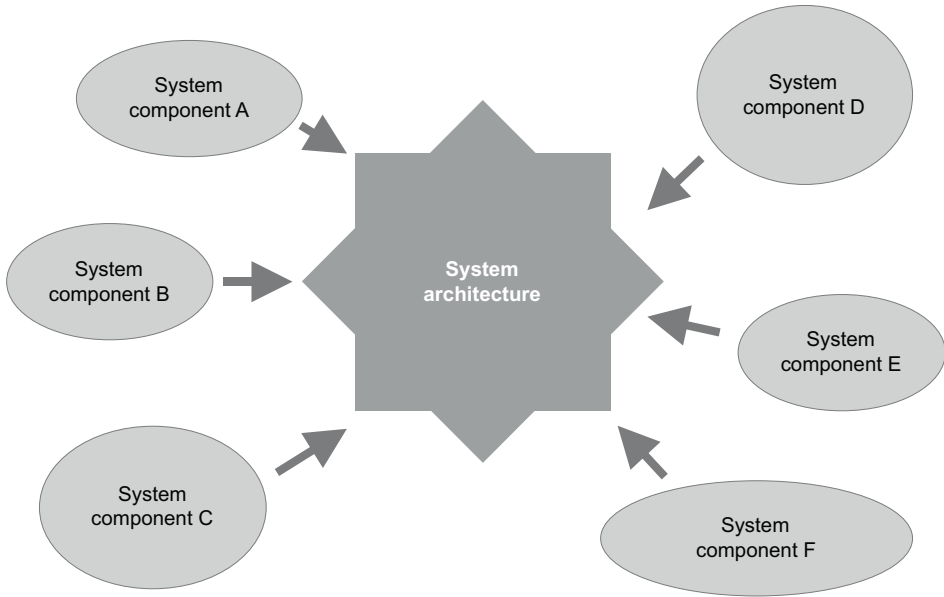 System
component A
System
component B
System
component C
System
architecture
System
component D
System
component E
System
component F